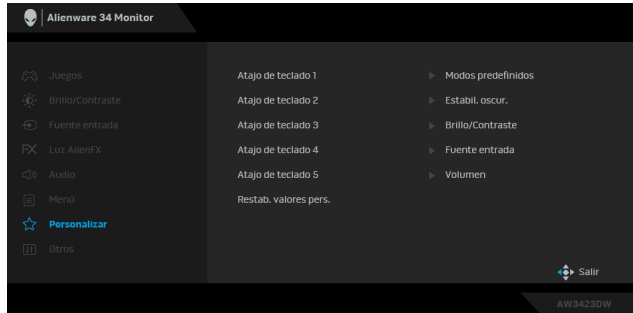 Alienware 34 Monitor
Juegos
Brillo/Contraste
Fuente entrada
FX Luz AlienFX
Audio
Menú
Personalizar
Otros
Atajo de teclado 1 Modos predefinidos
Atajo de teclado 2 Estabil. oscur.
Atajo de teclado 3 Brillo/Contraste
Atajo de teclado 4 Fuente entrada
Atajo de teclado 5 Volumen
Restab. valores pers.
Salir
AW3423DW